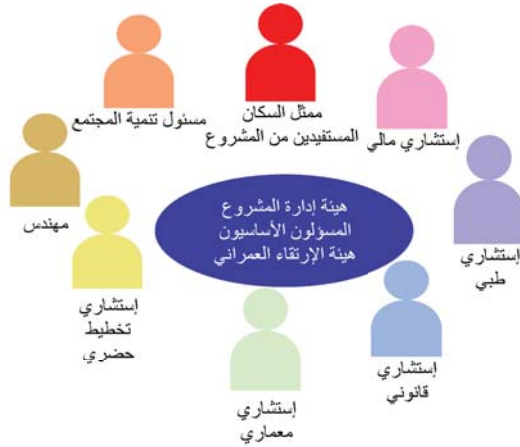 ممثل السكان
المستفيدين من المشروع
مسئول تنمية المجتمع
إستشاري مالي
مهندس
هيئة إدارة المشروع
المسؤلون الأساسيون
هيئة الإرتقاء العمراني
إستشاري
طبي
إستشاري
تخطيط
حضري
إستشاري
قانوني
إستشاري
معماري